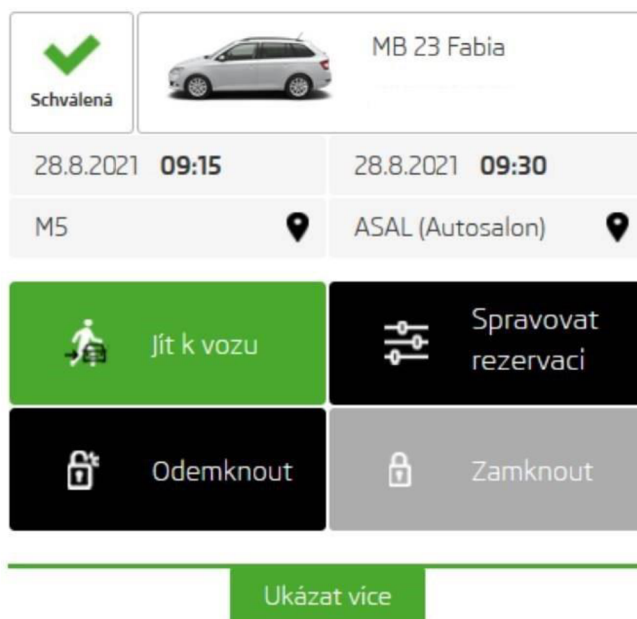 MB 23 Fabia
Schválená
28.8.2021 09:15
28.8.2021 09:30
M5
ASAL (Autosalon)
Jít k vozu
Spravovat
rezervaci
Odemknout
Zamknout
Ukázat více